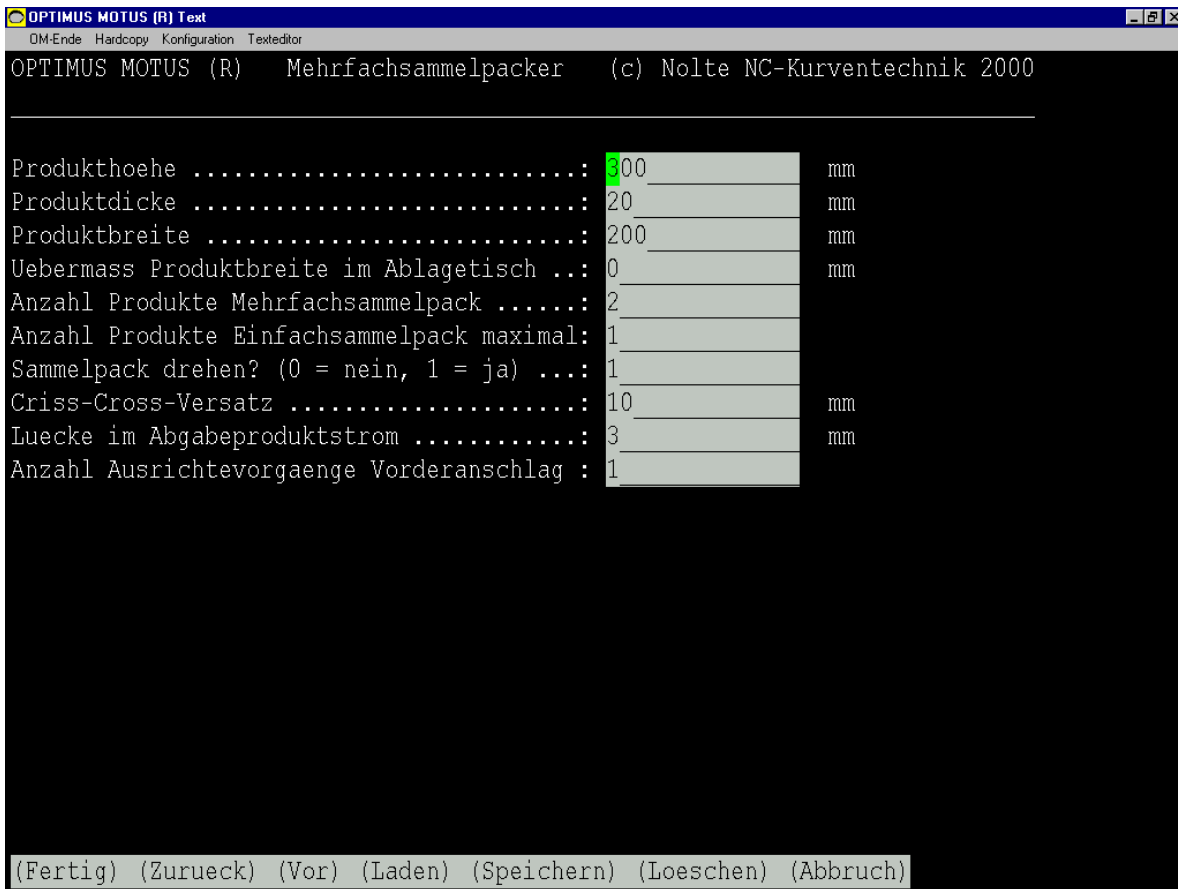 OPTIMUS MOTUS (R) Text
OM-Ende Hardcopy Konfiguration Texteditor
OPTIMUS MOTUS (R) Mehrfachsammelpacker (c) Nolte NC-Kurventechnik 2000
Produkthoehe ............................: 300 mm
Produktdicke ............................: 20 mm
Produktbreite ...........................: 200 mm
Uebermass Produktbreite im Ablagetisch ..: 0 mm
Anzahl Produkte Mehrfachsammelpack ......: 2
Anzahl Produkte Einfachsammelpack maximal: 1
Sammelpack drehen? (0 = nein, 1 = ja) ...: 1
Criss-Cross-Versatz .....................: 10 mm
Luecke im Abgabeproduktstrom ............: 3 mm
Anzahl Ausrichtevorgaenge Vorderanschlag : 1
(Fertig) (Zurueck) (Vor) (Laden) (Speichern) (Loeschen) (Abbruch)